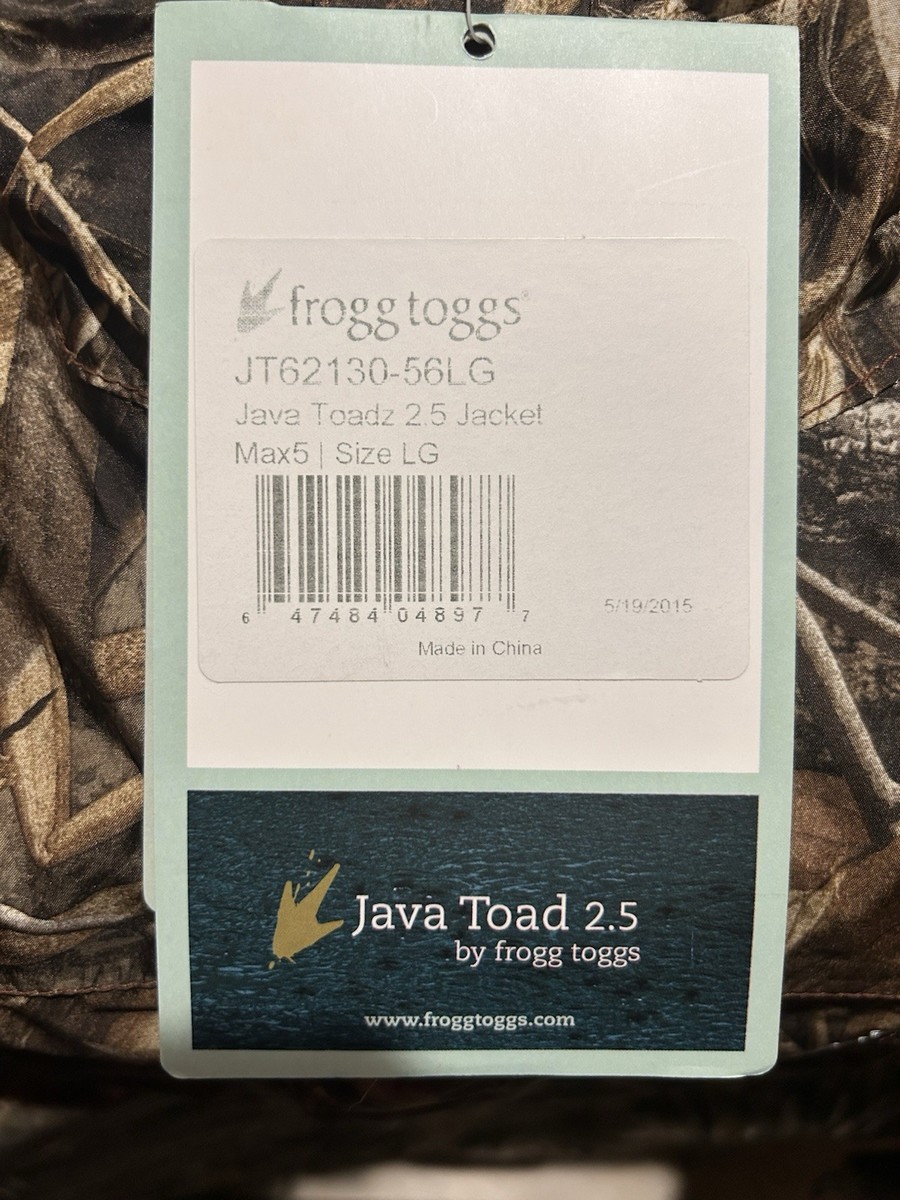 frogg toggs®
JT62130-56LG
Java Toadz 2.5 Jacket
Max5 | Size LG
6 47484 04897 7
5/19/2015
Made in China
Java Toad 2.5
by frogg toggs
www.froggtoggs.com